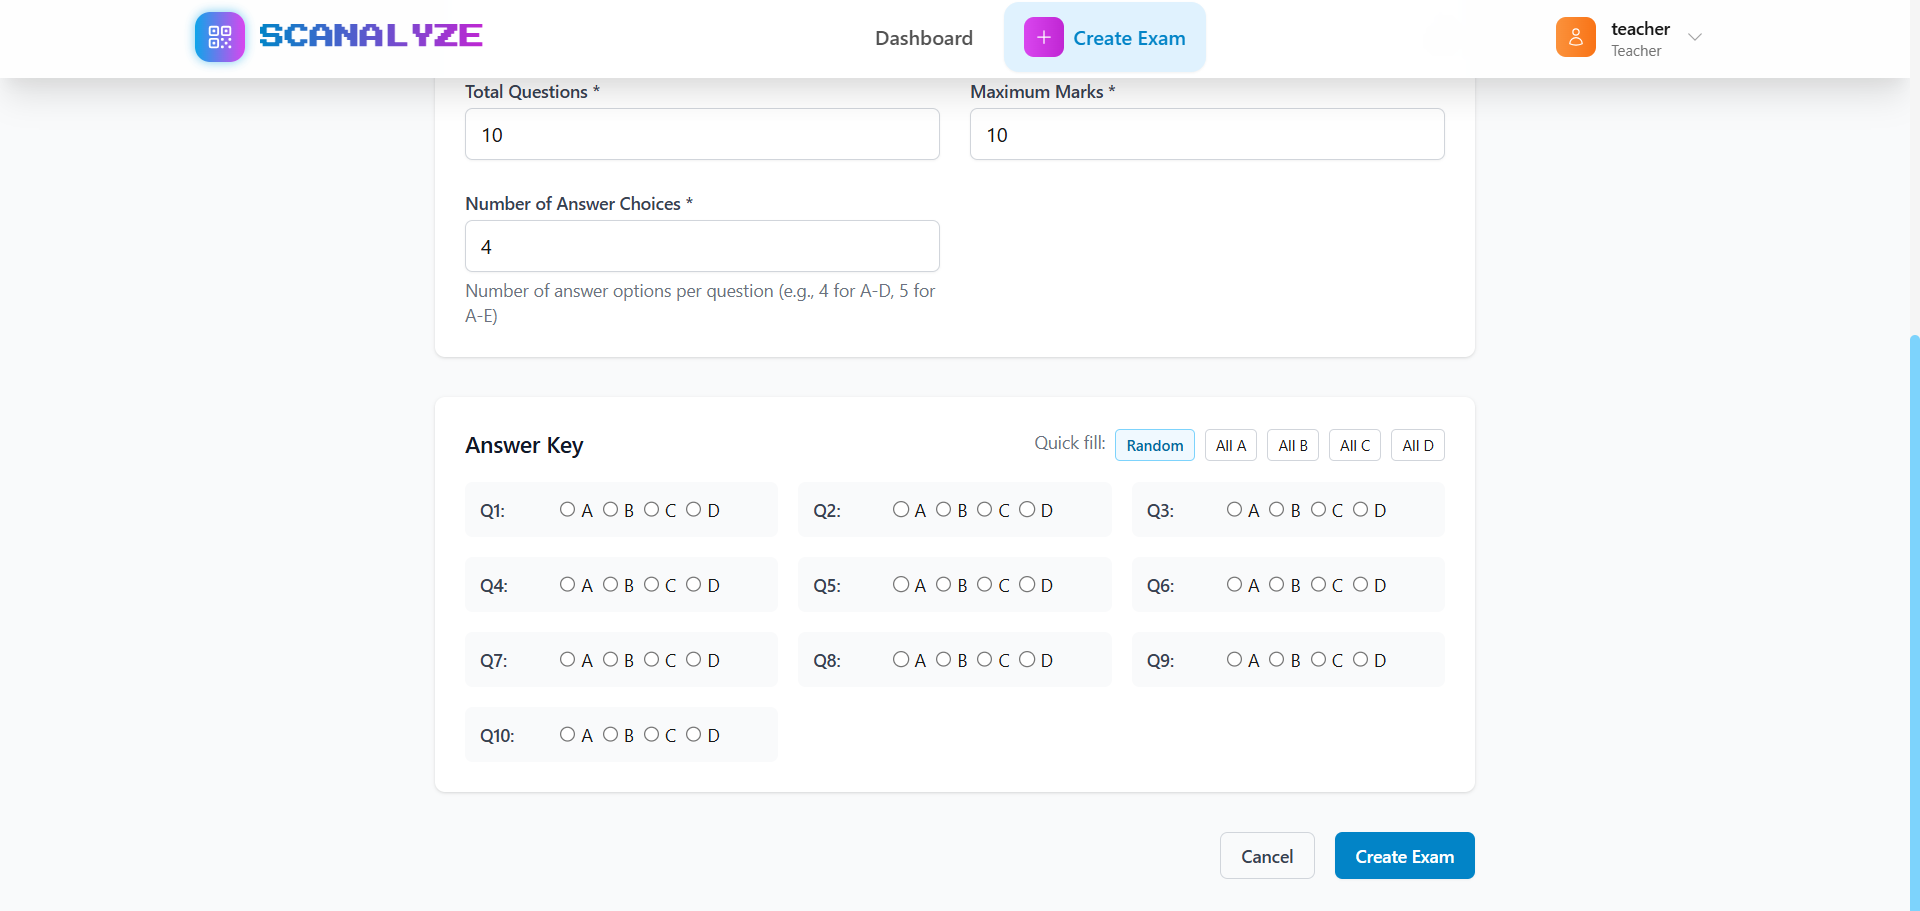 SCANALYZE
Dashboard
Create Exam
teacher
Teacher
Total Questions *
Maximum Marks *
10
10
Number of Answer Choices *
4
Number of answer options per question (e.g., 4 for A-D, 5 for
A-E)
Answer Key
Quick fill: Random All A All B All C All D
Q1: A B C D
Q2: A B C D
Q3: A B C D
Q4: A B C D
Q5: A B C D
Q6: A B C D
Q7: A B C D
Q8: A B C D
Q9: A B C D
Q10: A B C D
Cancel
Create Exam